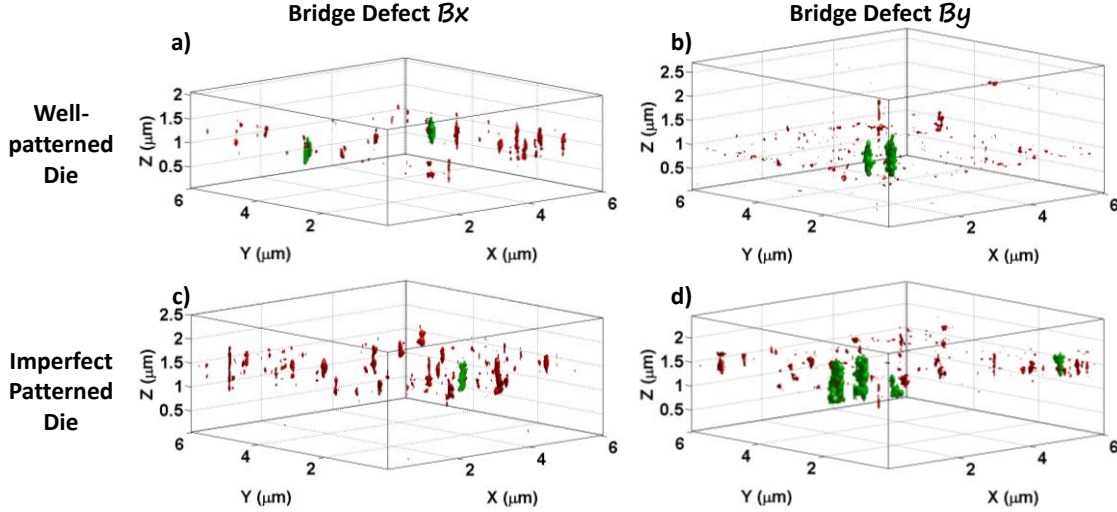 Bridge Defect Bx
Bridge Defect By
Well-
patterned
Die
a)
2
1.5
1
0.5
Z (μm)
6
4
2
Y (μm)
2
4
6
X (μm)
b)
2.5
2
1.5
1
0.5
Z (μm)
6
4
2
Y (μm)
2
4
6
X (μm)
Imperfect
Patterned
Die
c)
2.5
2
1.5
1
0.5
Z (μm)
6
4
2
Y (μm)
2
4
6
X (μm)
d)
2
1.5
1
0.5
Z (μm)
6
4
2
Y (μm)
2
4
6
X (μm)